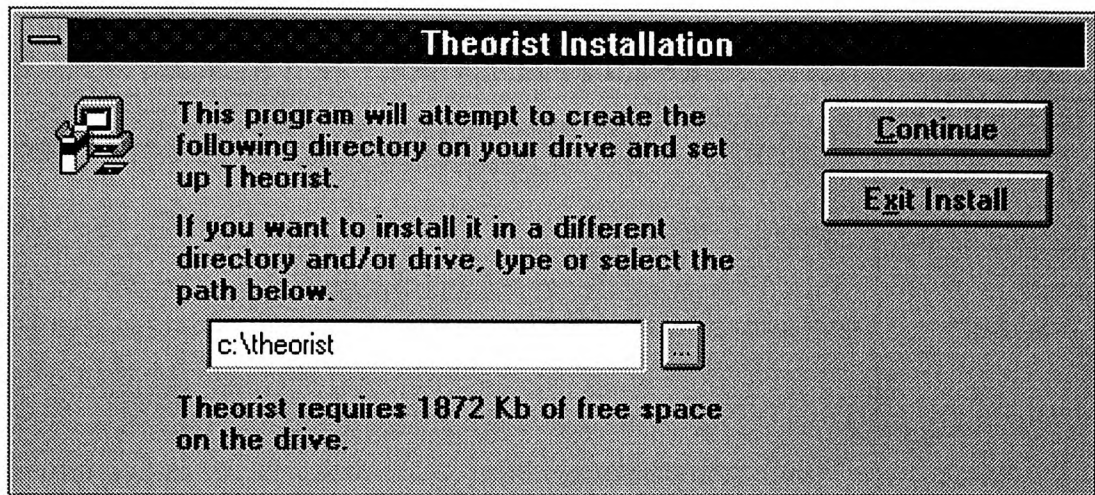 Theorist Installation
This program will attempt to create the
following directory on your drive and set
up Theorist.
If you want to install it in a different
directory and/or drive, type or select the
path below.
c:\theorist
...
Theorist requires 1872 Kb of free space
on the drive.
Continue
Exit Install